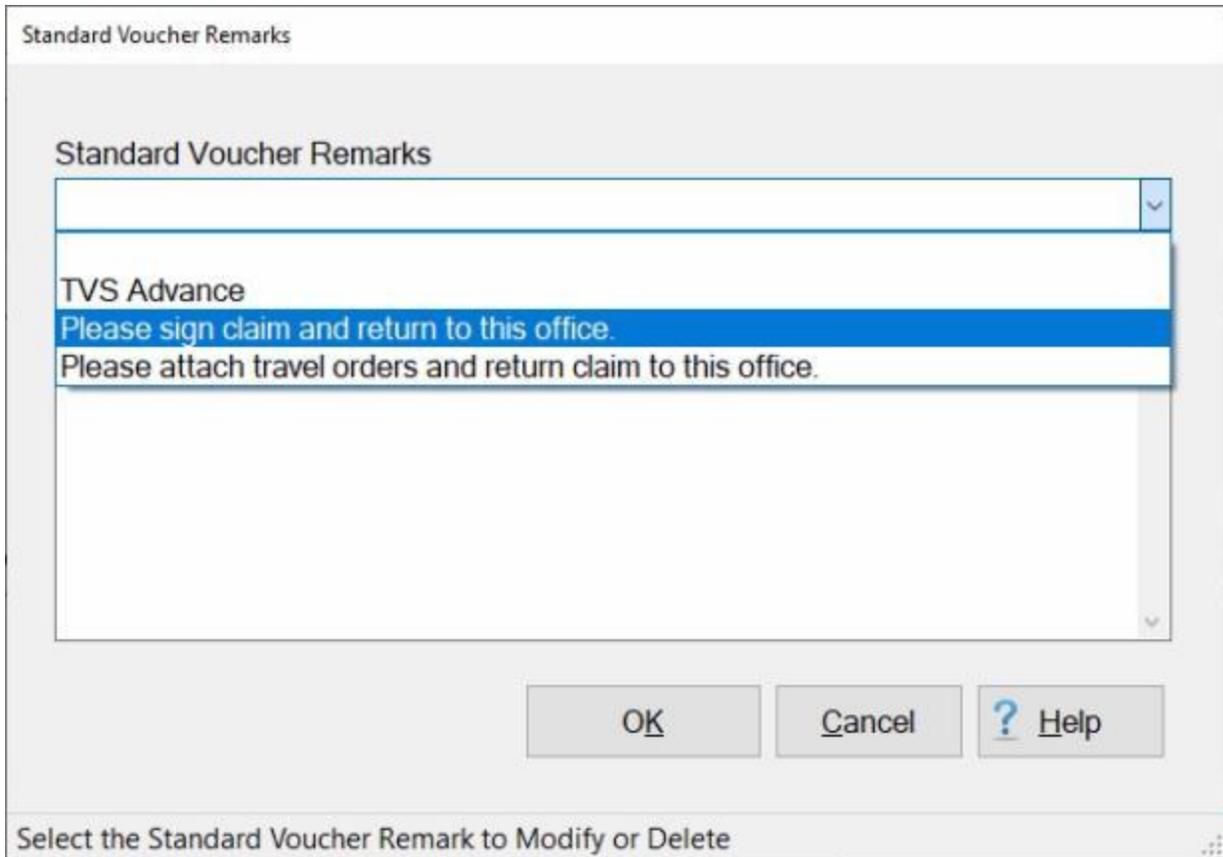 Standard Voucher Remarks
Standard Voucher Remarks
TVS Advance
Please sign claim and return to this office.
Please attach travel orders and return claim to this office.
OK Cancel ? Help
Select the Standard Voucher Remark to Modify or Delete